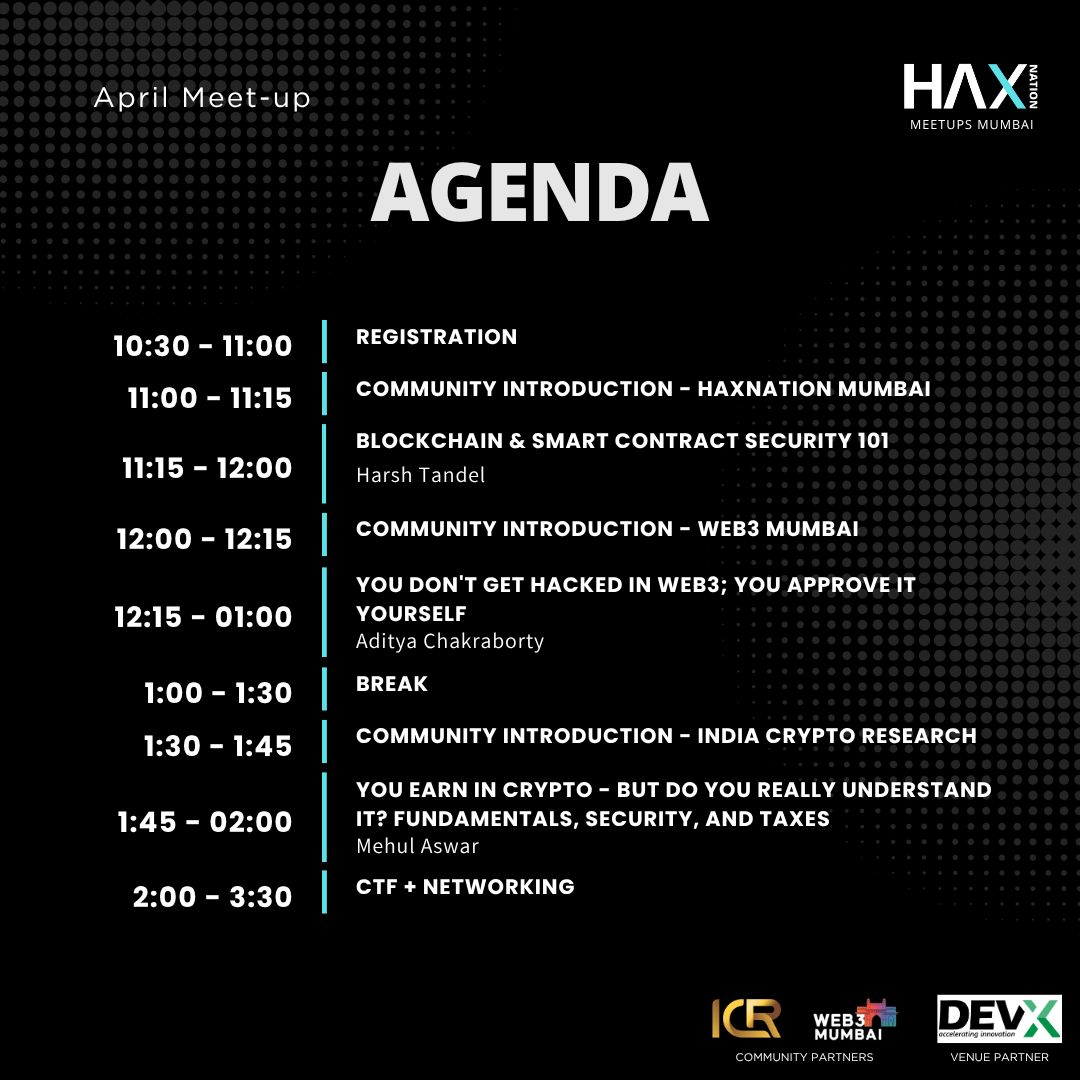 April Meet-up
HAX NATION
MEETUPS MUMBAI
AGENDA
10:30 - 11:00
REGISTRATION
11:00 - 11:15
COMMUNITY INTRODUCTION - HAXNATION MUMBAI
11:15 - 12:00
BLOCKCHAIN & SMART CONTRACT SECURITY 101
Harsh Tandel
12:00 - 12:15
COMMUNITY INTRODUCTION - WEB3 MUMBAI
12:15 - 01:00
YOU DON'T GET HACKED IN WEB3; YOU APPROVE IT
YOURSELF
Aditya Chakraborty
1:00 - 1:30
BREAK
1:30 - 1:45
COMMUNITY INTRODUCTION - INDIA CRYPTO RESEARCH
1:45 - 02:00
YOU EARN IN CRYPTO - BUT DO YOU REALLY UNDERSTAND
IT? FUNDAMENTALS, SECURITY, AND TAXES
Mehul Aswar
2:00 - 3:30
CTF + NETWORKING
ICR
WEB3
MUMBAI
COMMUNITY PARTNERS
DEVX
accelerating innovation
VENUE PARTNER